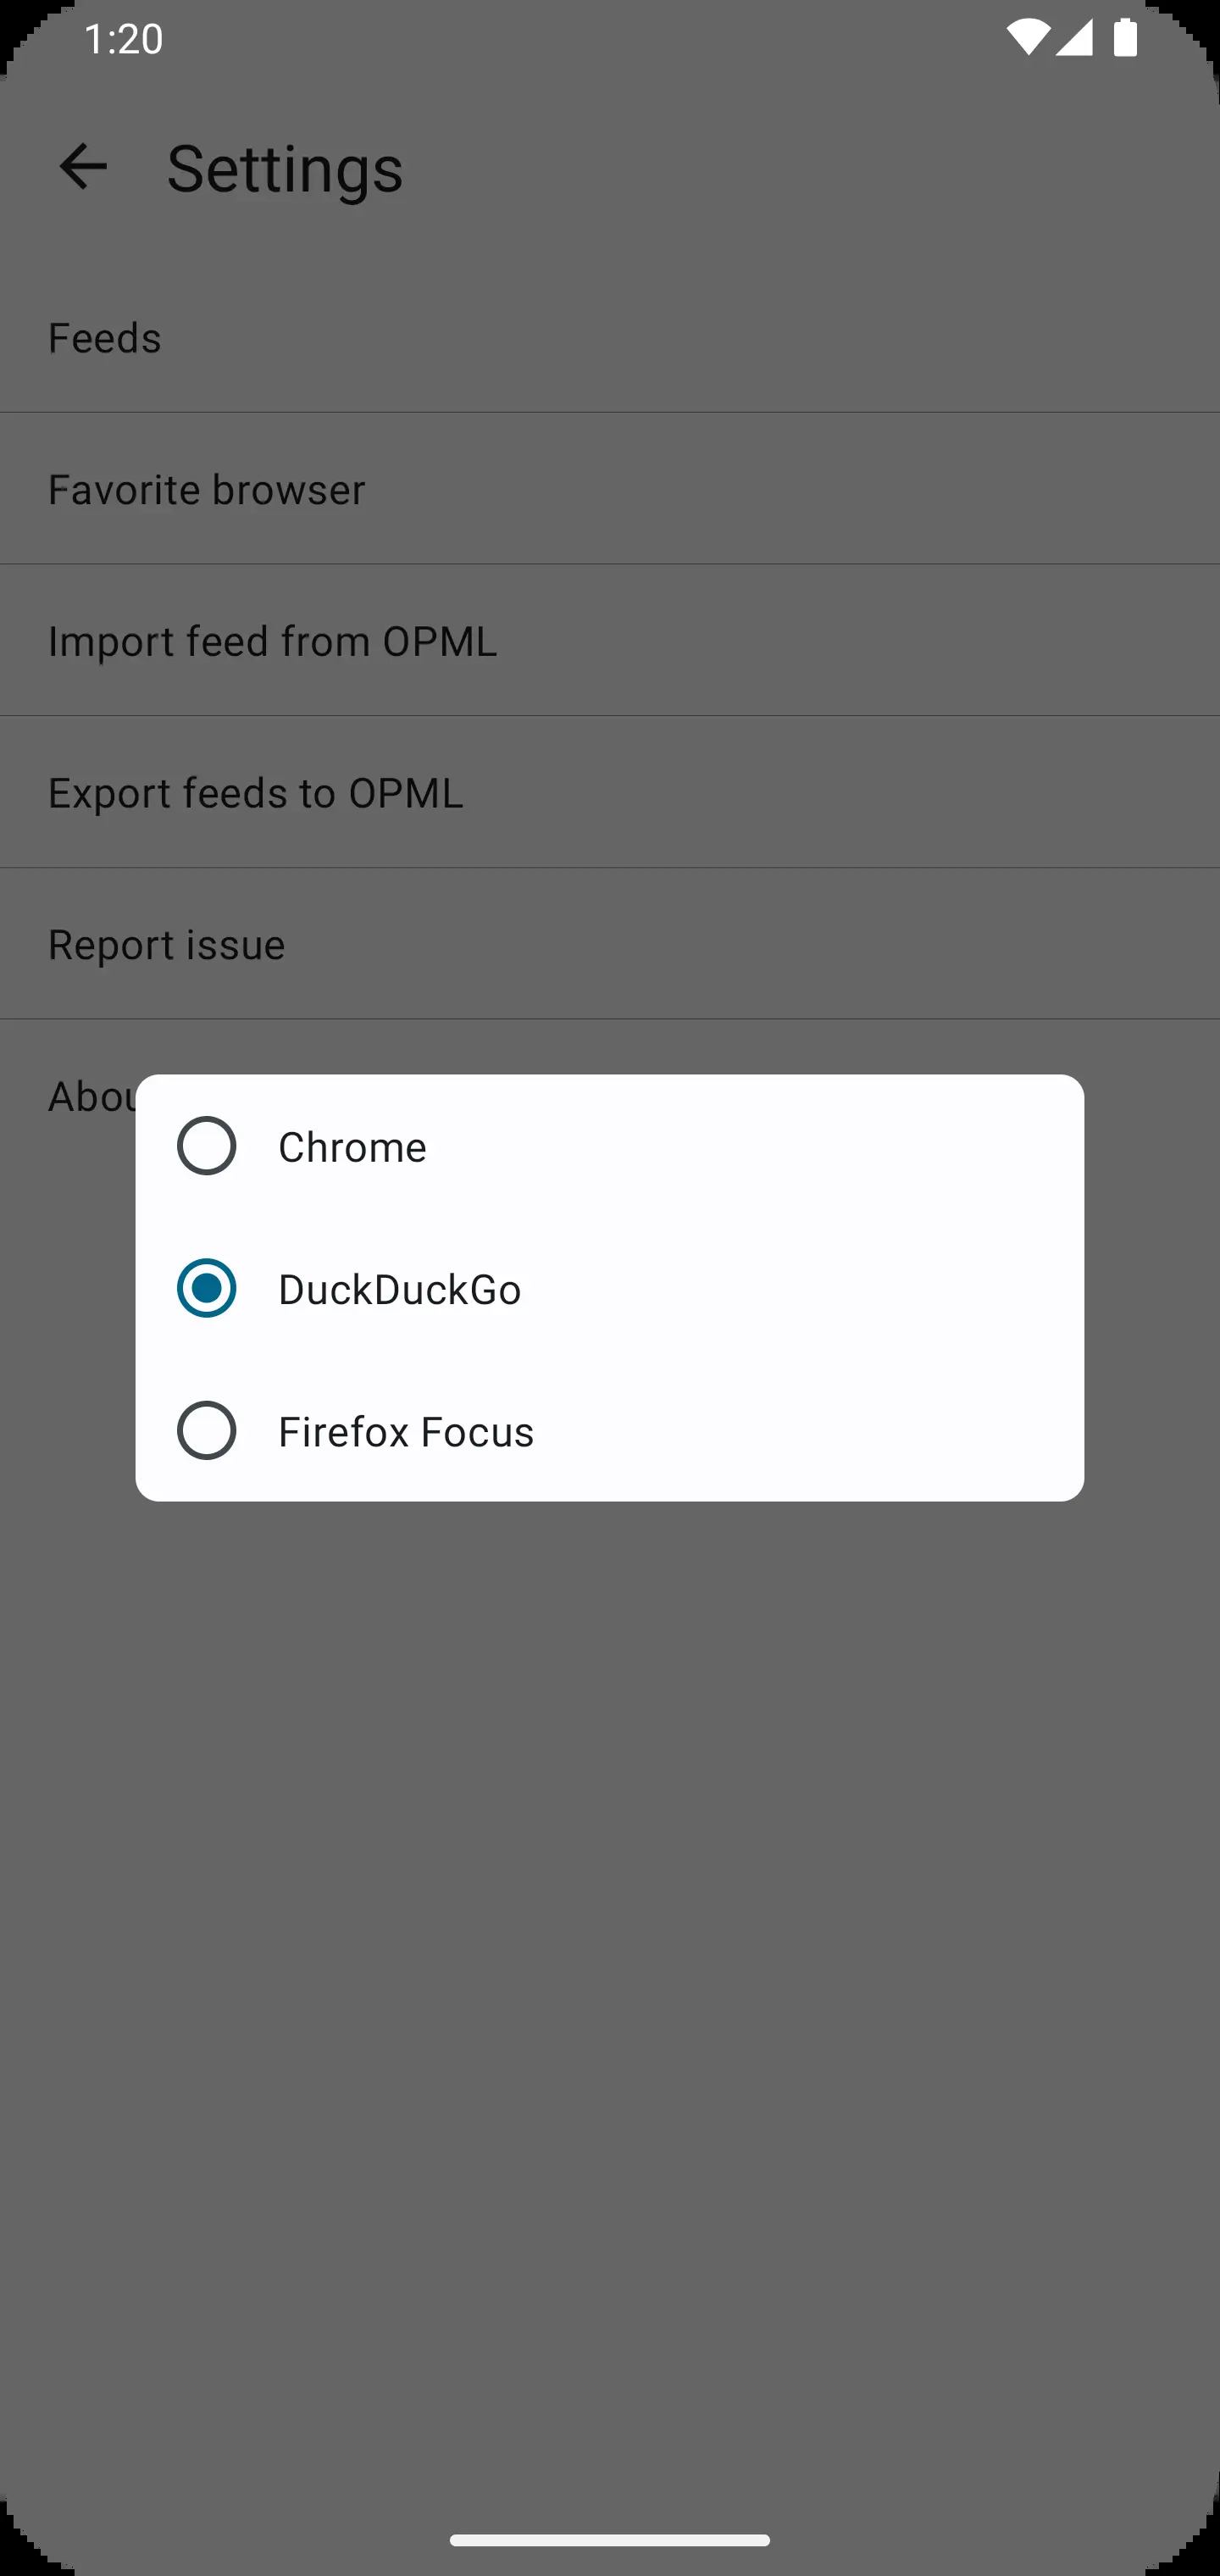 1:20
Settings
Feeds
Favorite browser
Import feed from OPML
Export feeds to OPML
Report issue
Abou
Chrome
DuckDuckGo
Firefox Focus